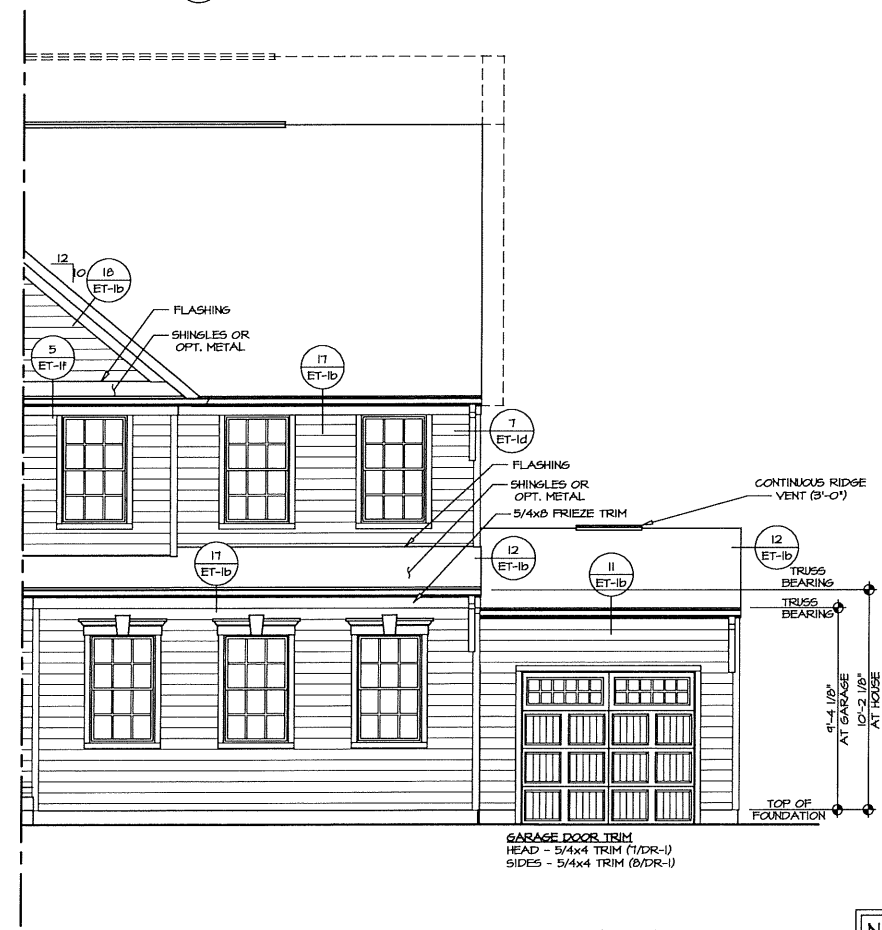 12
10
18
ET-1b
FLASHING
SHINGLES OR
OPT. METAL
5
ET-1f
17
ET-1b
7
ET-1d
FLASHING
SHINGLES OR
OPT. METAL
5/4x8 FRIEZE TRIM
CONTINUOUS RIDGE
VENT (3'-0")
17
ET-1b
12
ET-1b
11
ET-1b
12
ET-1b
TRUSS
BEARING
TRUSS
BEARING
9'-4 1/8"
AT GARAGE
10'-2 1/8"
AT HOUSE
TOP OF
FOUNDATION
GARAGE DOOR TRIM
HEAD - 5/4x4 TRIM (7/DR-1)
SIDES - 5/4x4 TRIM (8/DR-1)